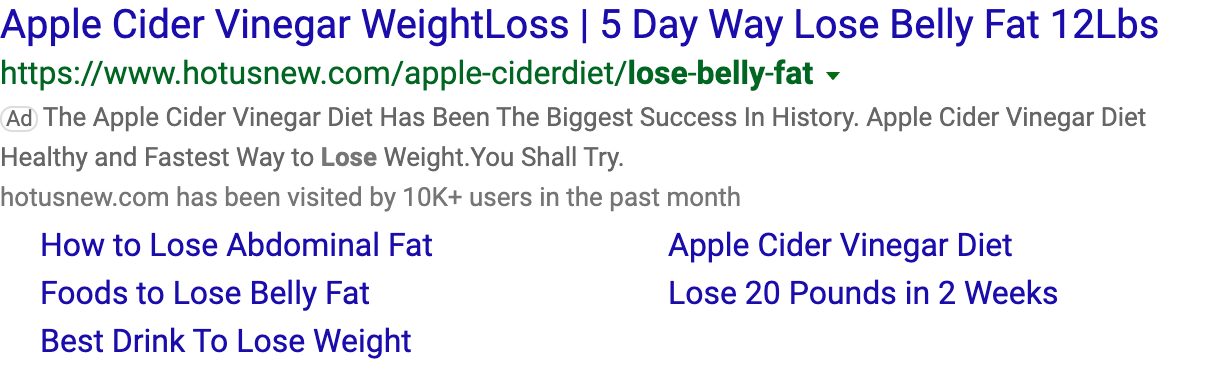 Apple Cider Vinegar WeightLoss | 5 Day Way Lose Belly Fat 12Lbs
https://www.hotusnew.com/apple-ciderdiet/lose-belly-fat
Ad The Apple Cider Vinegar Diet Has Been The Biggest Success In History. Apple Cider Vinegar Diet
Healthy and Fastest Way to Lose Weight.You Shall Try.
hotusnew.com has been visited by 10K+ users in the past month
How to Lose Abdominal Fat
Apple Cider Vinegar Diet
Foods to Lose Belly Fat
Lose 20 Pounds in 2 Weeks
Best Drink To Lose Weight